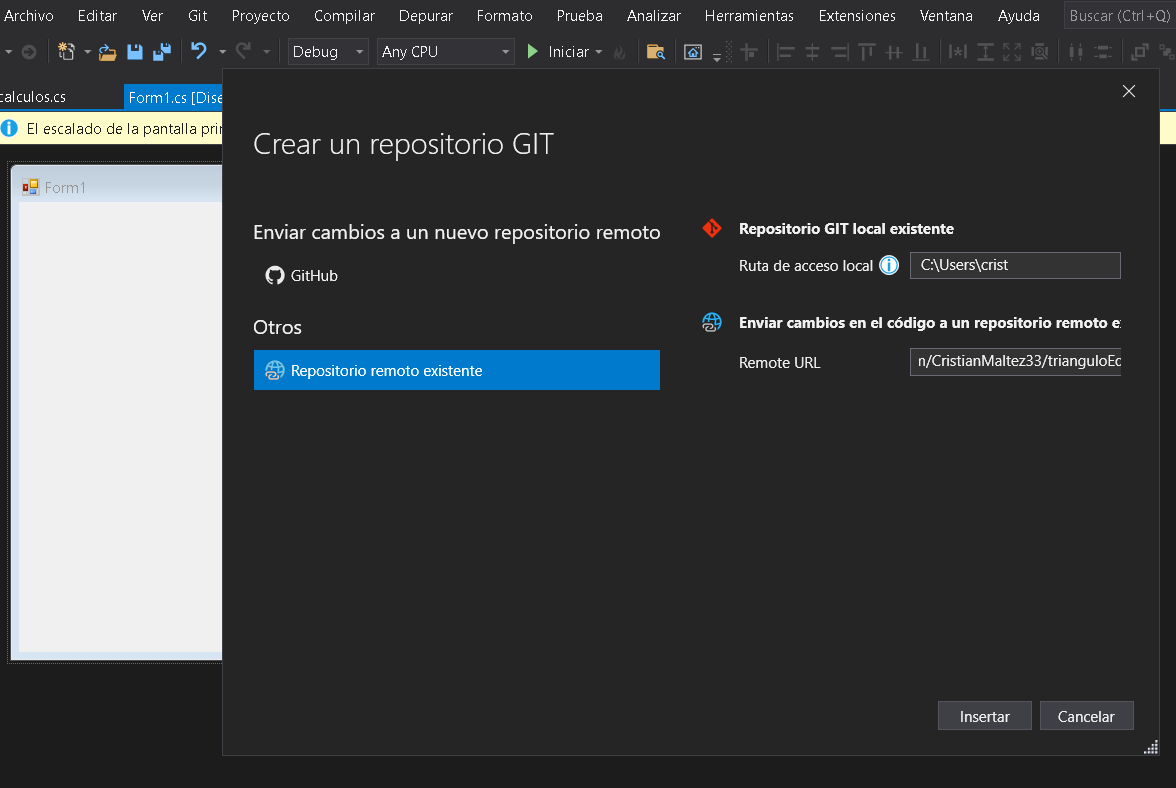 Archivo Editar Ver Git Proyecto Compilar Depurar Formato Prueba Analizar Herramientas Extensiones Ventana Ayuda Buscar (Ctrl+Q)
Debug Any CPU Iniciar
calculos.cs Form1.cs [Dise
El escalado de la pantalla prin
Form1
Crear un repositorio GIT
Enviar cambios a un nuevo repositorio remoto
GitHub
Otros
Repositorio remoto existente
Repositorio GIT local existente
Ruta de acceso local C:\Users\crist
Enviar cambios en el código a un repositorio remoto e
Remote URL n/CristianMaltez33/trianguloEc
Insertar Cancelar